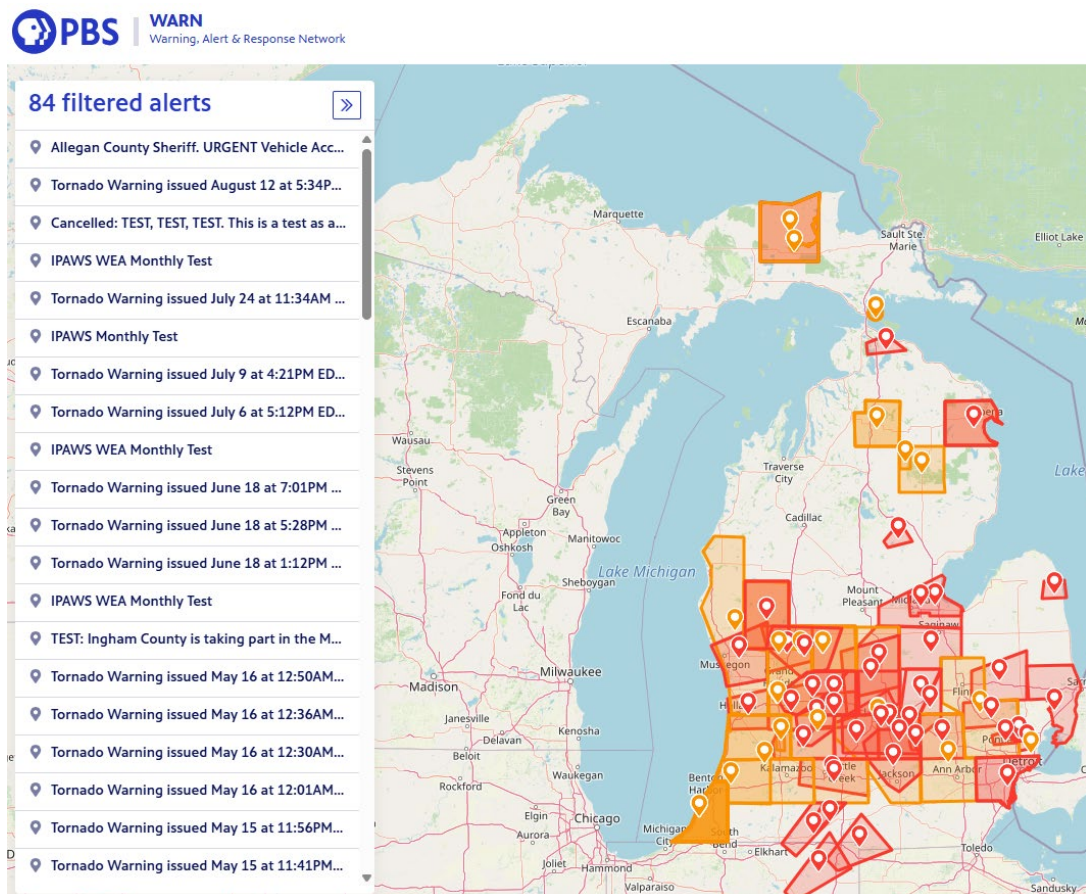 PBS
WARN
Warning, Alert & Response Network
84 filtered alerts
Allegan County Sheriff. URGENT Vehicle Acc...
Tornado Warning issued August 12 at 5:34P...
Cancelled: TEST, TEST, TEST. This is a test as a...
IPAWS WEA Monthly Test
Tornado Warning issued July 24 at 11:34AM ...
IPAWS Monthly Test
Tornado Warning issued July 9 at 4:21PM ED...
Tornado Warning issued July 6 at 5:12PM ED...
IPAWS WEA Monthly Test
Tornado Warning issued June 18 at 7:01PM ...
Tornado Warning issued June 18 at 5:28PM ...
Tornado Warning issued June 18 at 1:12PM ...
IPAWS WEA Monthly Test
TEST: Ingham County is taking part in the M...
Tornado Warning issued May 16 at 12:50AM...
Tornado Warning issued May 16 at 12:36AM...
Tornado Warning issued May 16 at 12:30AM...
Tornado Warning issued May 16 at 12:01AM...
Tornado Warning issued May 15 at 11:56PM...
Tornado Warning issued May 15 at 11:41PM...
Marquette
Sault Ste.
Marie
Elliot Lake
Escanaba
Wausau
Stevens
Point
Traverse
City
Green
Bay
Cadillac
Appleton
Oshkosh
Manitowoc
Lake Michigan
Sheboygan
Fond du
Lac
Mount
Pleasant
Saginaw
Muskegon
Milwaukee
Madison
Flint
Janesville
Delavan
Kenosha
Beloit
Waukegan
Rockford
Kalamazoo
Jackson
Ann Arbor
Detroit
Benton
Elgin
Chicago
Aurora
Michigan
City
South
Bend
Elkhart
Toledo
Joliet
Hammond
Valparaiso
Sandusky